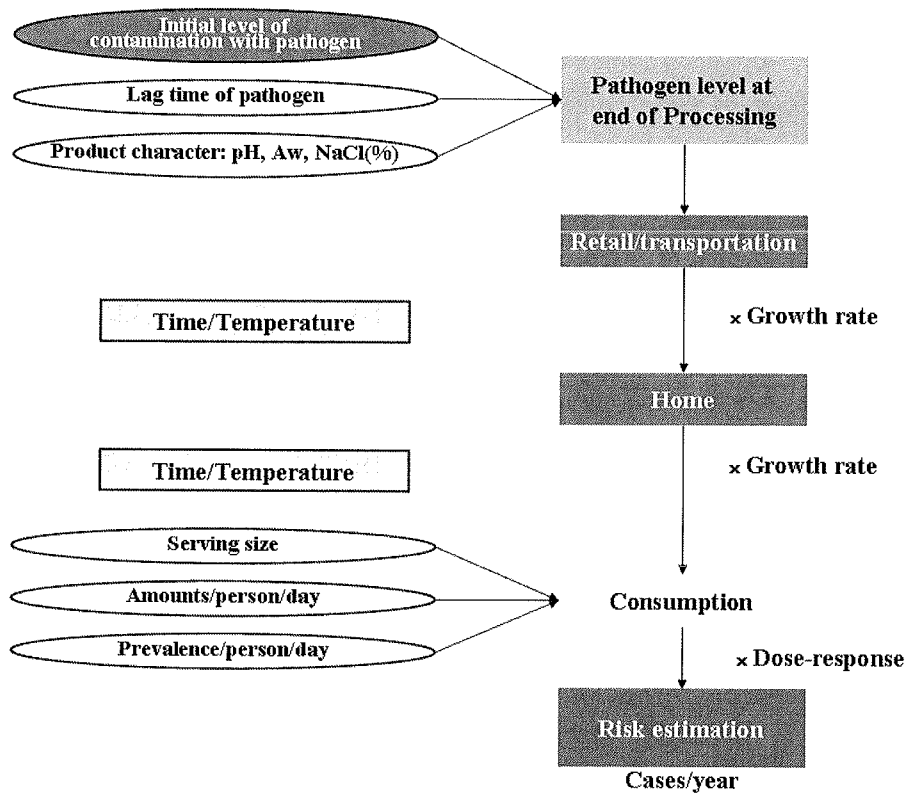 Initial level of
contamination with pathogen
Lag time of pathogen
Product character: pH, Aw, NaCl(%)
Pathogen level at
end of Processing
Retail/transportation
Time/Temperature
× Growth rate
Home
Time/Temperature
× Growth rate
Serving size
Amounts/person/day
Prevalence/person/day
Consumption
× Dose-response
Risk estimation
Cases/year